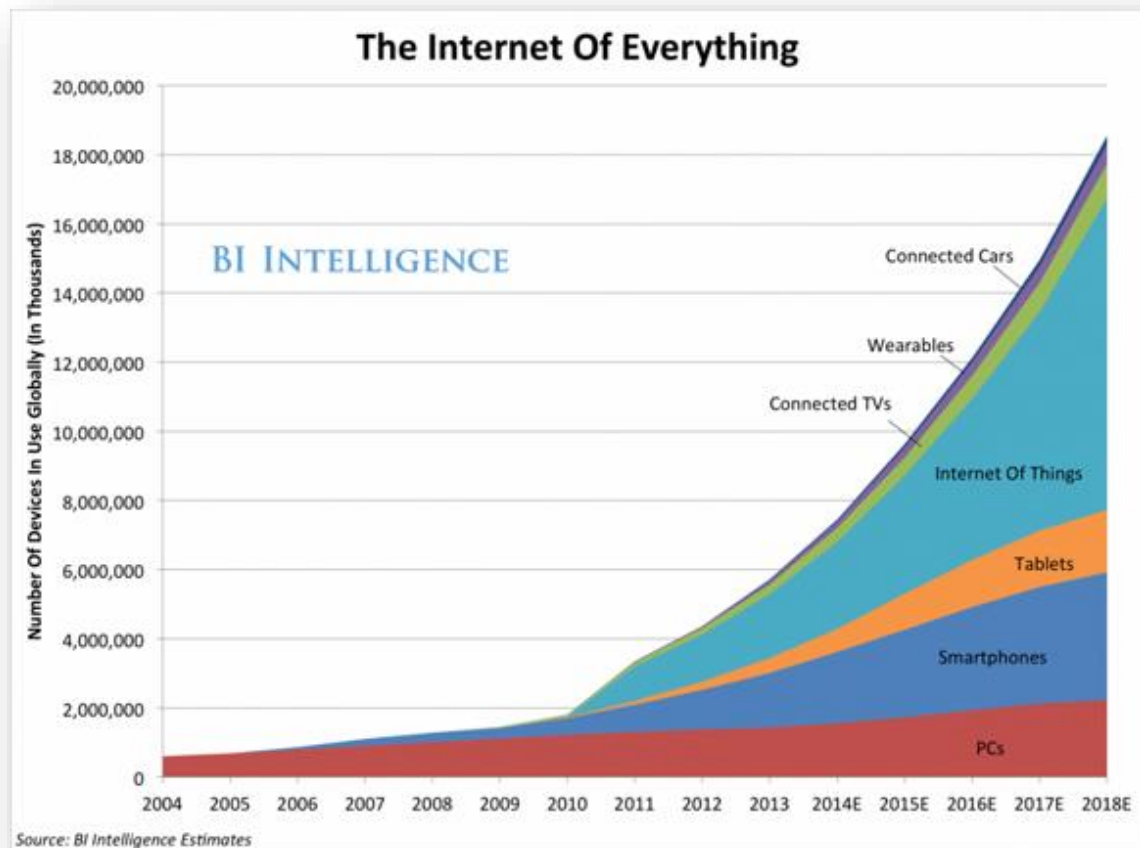 The Internet Of Everything
Number Of Devices In Use Globally (In Thousands)
20,000,000
18,000,000
16,000,000
14,000,000
12,000,000
10,000,000
8,000,000
6,000,000
4,000,000
2,000,000
0
BI INTELLIGENCE
Connected Cars
Wearables
Connected TVs
Internet Of Things
Tablets
Smartphones
PCs
2004 2005 2006 2007 2008 2009 2010 2011 2012 2013 2014E 2015E 2016E 2017E 2018E
Source: BI Intelligence Estimates